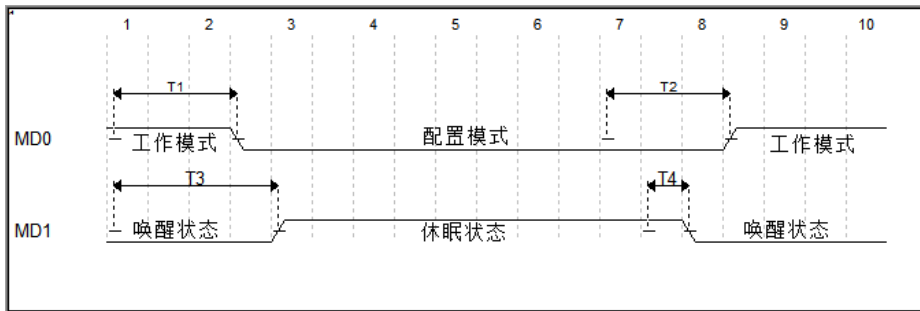 1 2 3 4 5 6 7 8 9 10
T1 T2
MD0 工作模式 配置模式 工作模式
T3 T4
MD1 唤醒状态 休眠状态 唤醒状态